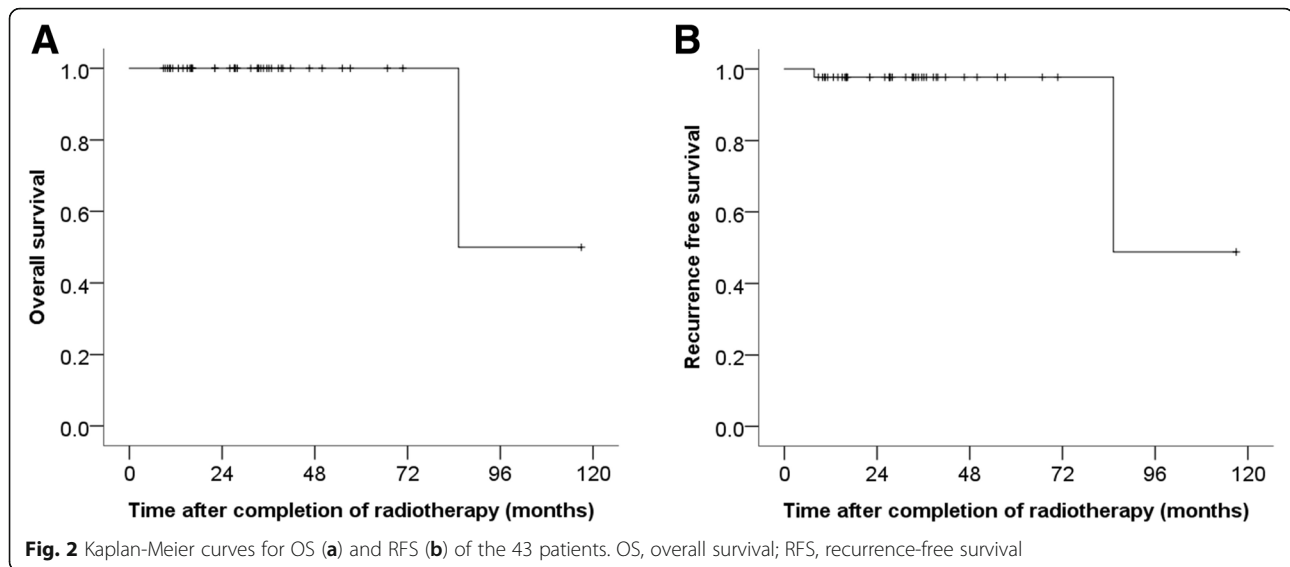 A
1.0
0.8
0.6
0.4
0.2
0.0
Overall survival
0 24 48 72 96 120
Time after completion of radiotherapy (months)
B
1.0
0.8
0.6
0.4
0.2
0.0
Recurrence free survival
0 24 48 72 96 120
Time after completion of radiotherapy (months)
Fig. 2 Kaplan-Meier curves for OS (a) and RFS (b) of the 43 patients. OS, overall survival; RFS, recurrence-free survival